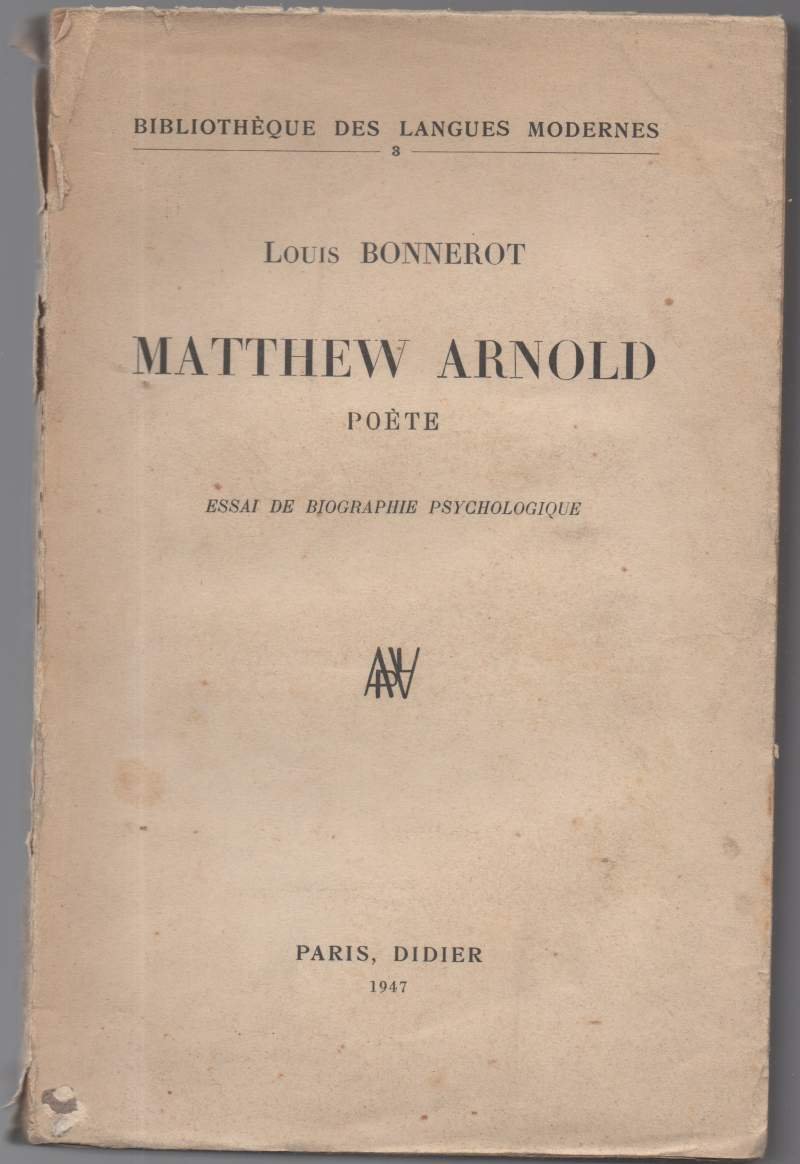 BIBLIOTHÈQUE DES LANGUES MODERNES
3
Louis BONNEROT
MATTHEW ARNOLD
POÈTE
ESSAI DE BIOGRAPHIE PSYCHOLOGIQUE
PARIS, DIDIER
1947